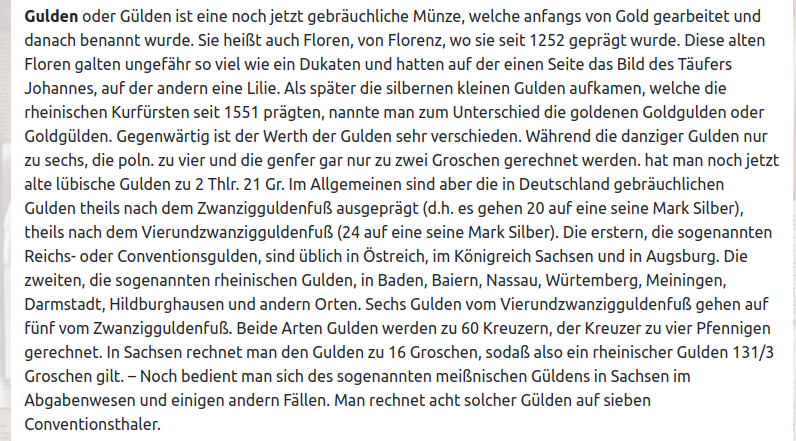 Gulden oder Gülden ist eine noch jetzt gebräuchliche Münze, welche anfangs von Gold gearbeitet und
danach benannt wurde. Sie heißt auch Floren, von Florenz, wo sie seit 1252 geprägt wurde. Diese alten
Floren galten ungefähr so viel wie ein Dukaten und hatten auf der einen Seite das Bild des Täufers
Johannes, auf der andern eine Lilie. Als später die silbernen kleinen Gulden aufkamen, welche die
rheinischen Kurfürsten seit 1551 prägten, nannte man zum Unterschied die goldenen Goldgulden oder
Goldgülden. Gegenwärtig ist der Werth der Gulden sehr verschieden. Während die danziger Gulden nur
zu sechs, die poln. zu vier und die genfer gar nur zu zwei Groschen gerechnet werden. hat man noch jetzt
alte lübische Gulden zu 2 Thlr. 21 Gr. Im Allgemeinen sind aber die in Deutschland gebräuchlichen
Gulden theils nach dem Zwanzigguldenfuß ausgeprägt (d.h. es gehen 20 auf eine seine Mark Silber),
theils nach dem Vierundzwanzigguldenfuß (24 auf eine seine Mark Silber). Die erstern, die sogenannten
Reichs- oder Conventionsgulden, sind üblich in Östreich, im Königreich Sachsen und in Augsburg. Die
zweiten, die sogenannten rheinischen Gulden, in Baden, Baiern, Nassau, Würtemberg, Meiningen,
Darmstadt, Hildburghausen und andern Orten. Sechs Gulden vom Vierundzwanzigguldenfuß gehen auf
fünf vom Zwanzigguldenfuß. Beide Arten Gulden werden zu 60 Kreuzern, der Kreuzer zu vier Pfennigen
gerechnet. In Sachsen rechnet man den Gulden zu 16 Groschen, sodaß also ein rheinischer Gulden 131/3
Groschen gilt. – Noch bedient man sich des sogenannten meißnischen Güldens in Sachsen im
Abgabenwesen und einigen andern Fällen. Man rechnet acht solcher Gülden auf sieben
Conventionsthaler.